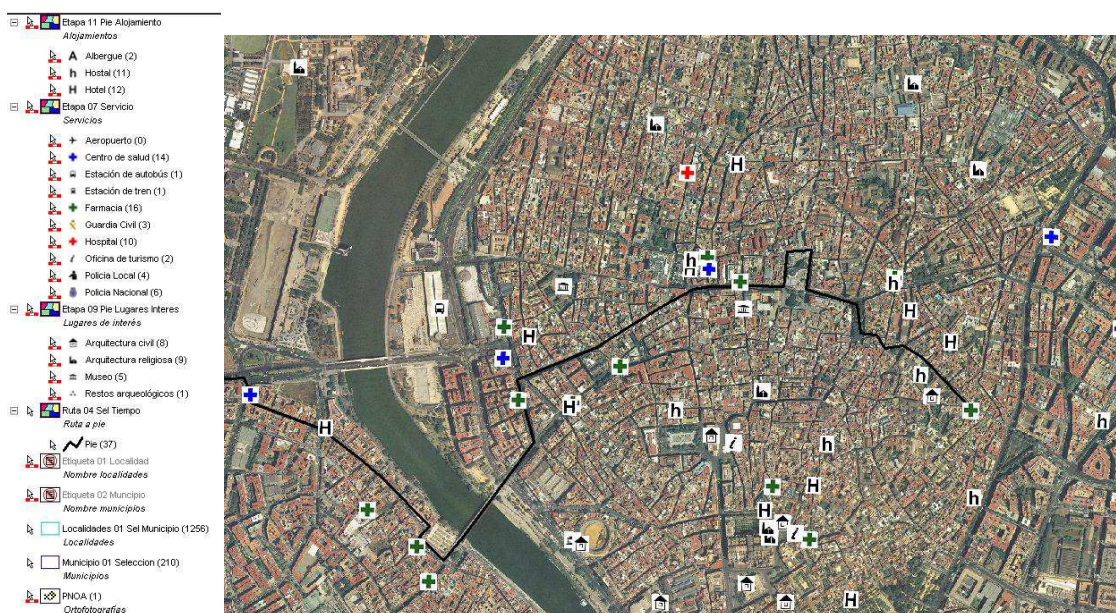 Etapa 11 Pie Alojamiento
Alojamientos
A Albergue (2)
h Hostal (11)
H Hotel (12)
Etapa 07 Servicio
Servicios
Aeropuerto (0)
Centro de salud (14)
Estación de autobús (1)
Estación de tren (1)
Farmacia (16)
Guardia Civil (3)
Hospital (10)
i Oficina de turismo (2)
Policia Local (4)
Policia Nacional (6)
Etapa 09 Pie Lugares Interes
Lugares de interés
Arquitectura civil (8)
Arquitectura religiosa (9)
Museo (5)
Restos arqueológicos (1)
Ruta 04 Sel Tiempo
Ruta a pie
Pie (37)
Etiqueta 01 Localidad
Nombre localidades
Etiqueta 02 Muncipio
Nombre municipios
Localidades 01 Sel Municipio (1256)
Localidades
Municipio 01 Seleccion (210)
Municipios
PNOA (1)
Ortofotografías
H
h
H
h
H
H
H
H
h
h
H
h
h
i
H
h
H
i
H